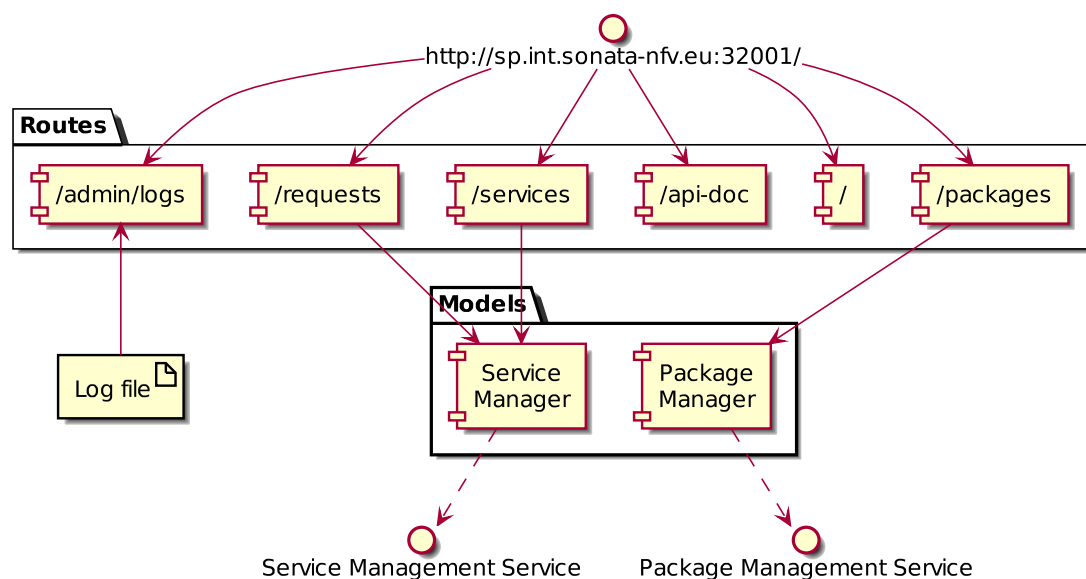 http://sp.int.sonata-nfv.eu:32001/
Routes
/admin/logs
/requests
/services
/api-doc
/
/packages
Models
Log file
Service
Manager
Package
Manager
Service Management Service
Package Management Service